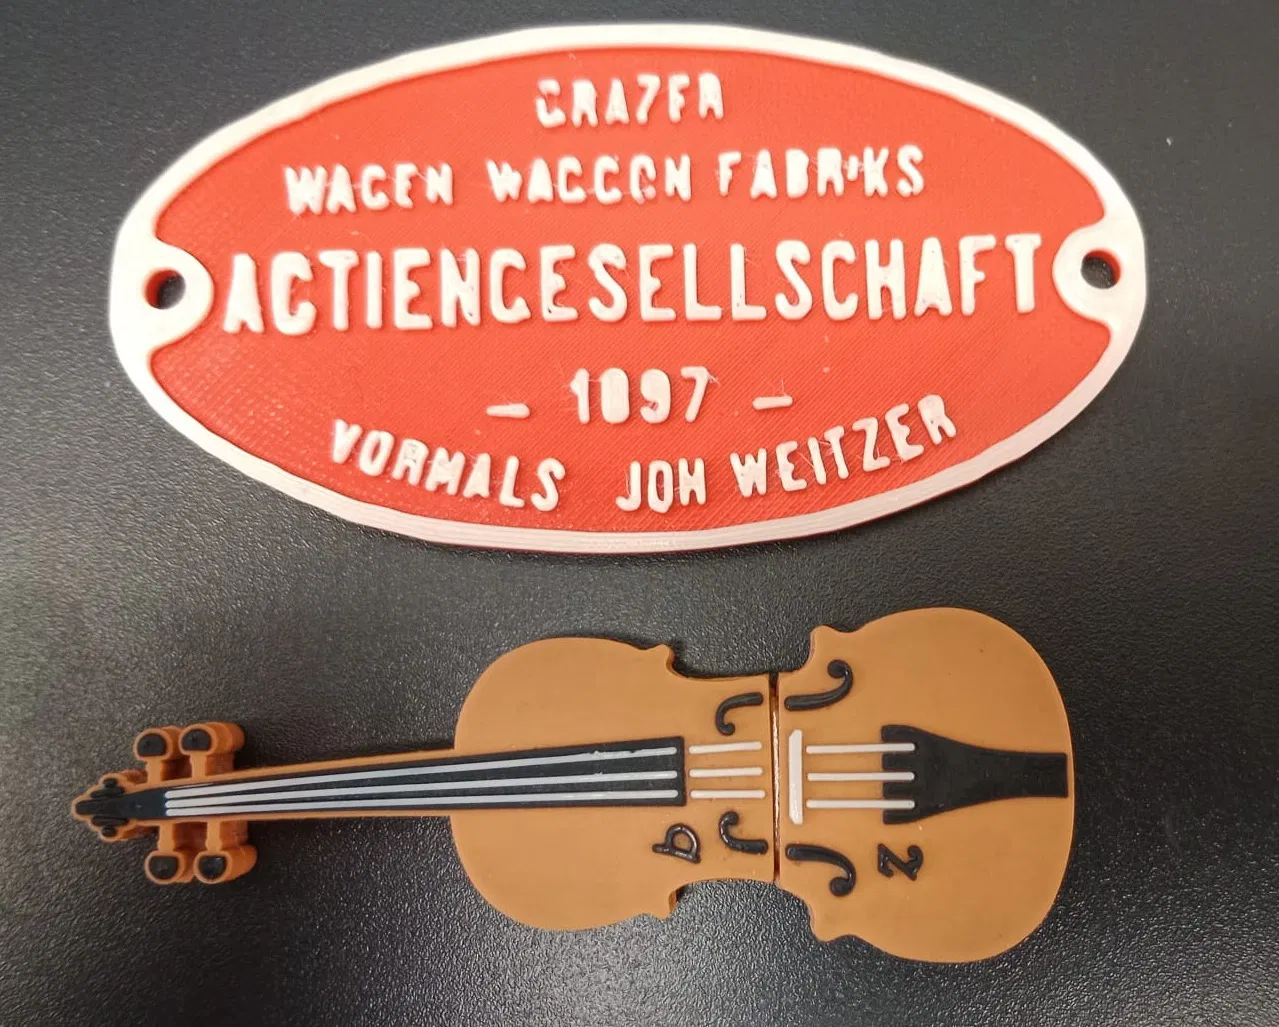 GRAZER
WAGEN WAGGON FABRIKS
ACTIENGESELLSCHAFT
- 1897 -
VORMALS JOH WEITZER
b
Z